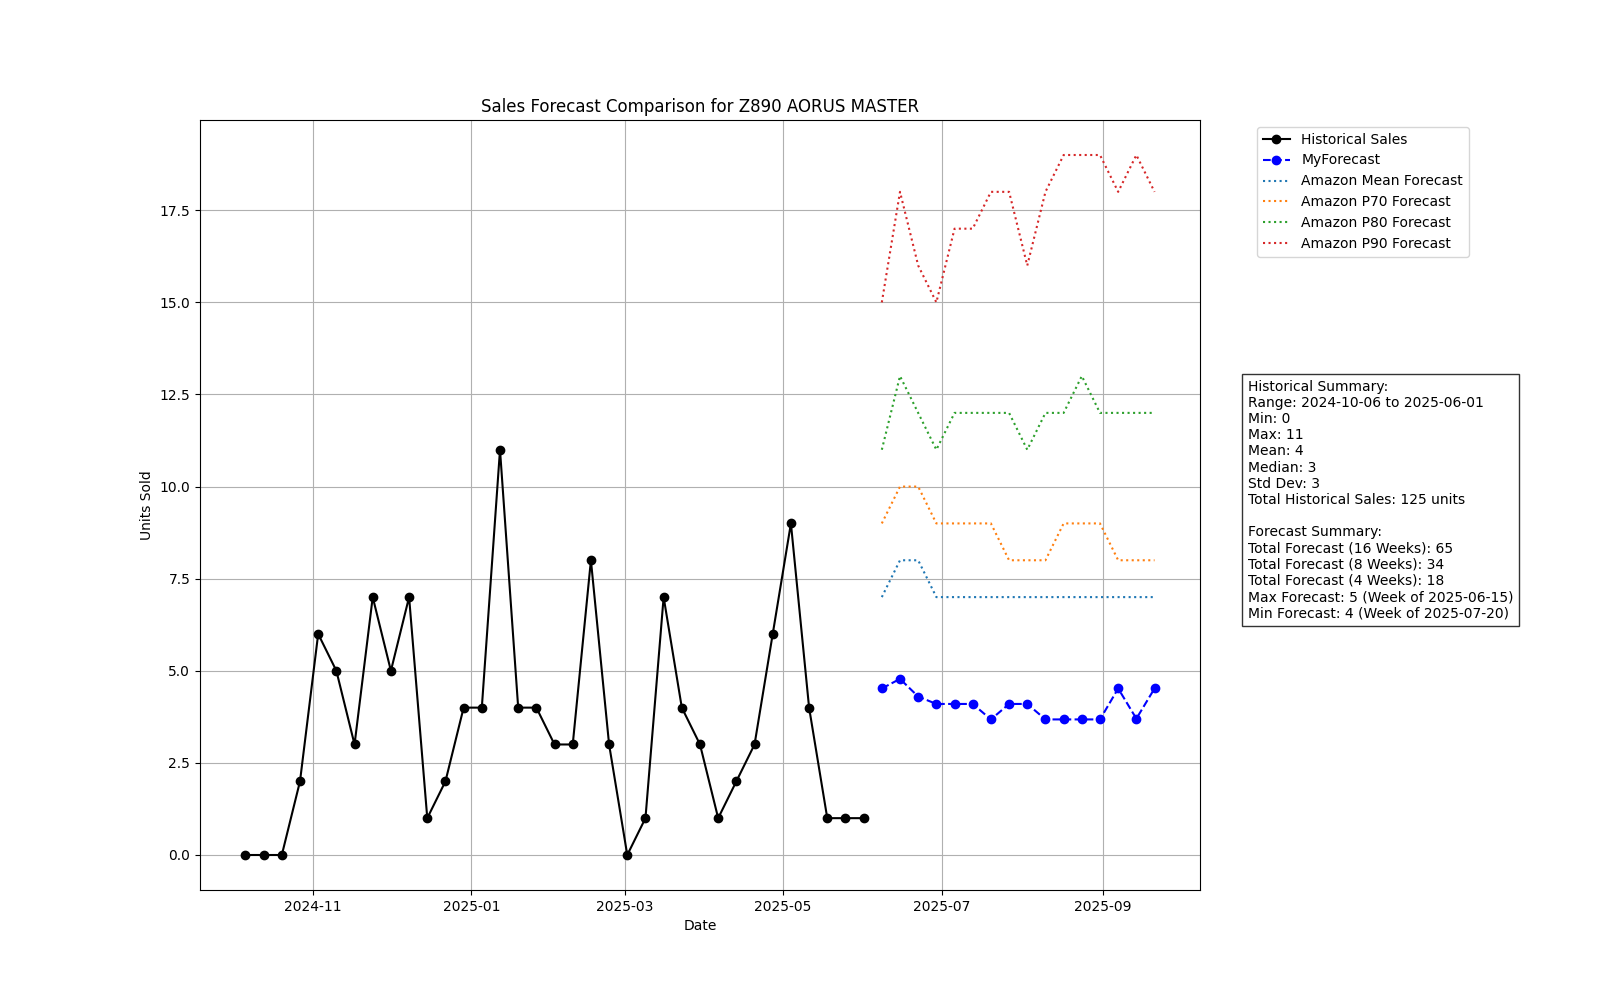 Sales Forecast Comparison for Z890 AORUS MASTER
Historical Sales
MyForecast
Amazon Mean Forecast
Amazon P70 Forecast
Amazon P80 Forecast
Amazon P90 Forecast
17.5
15.0
12.5
10.0
7.5
5.0
2.5
0.0
Units Sold
2024-11
2025-01
2025-03
2025-05
2025-07
2025-09
Date
Historical Summary:
Range: 2024-10-06 to 2025-06-01
Min: 0
Max: 11
Mean: 4
Median: 3
Std Dev: 3
Total Historical Sales: 125 units
Forecast Summary:
Total Forecast (16 Weeks): 65
Total Forecast (8 Weeks): 34
Total Forecast (4 Weeks): 18
Max Forecast: 5 (Week of 2025-06-15)
Min Forecast: 4 (Week of 2025-07-20)